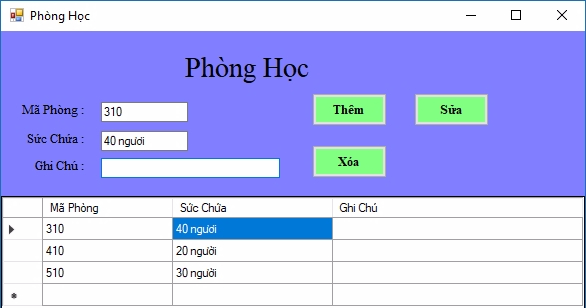 Phòng Học
Phòng Học
Mã Phòng : 310 Thêm Sửa
Sức Chứa : 40 người
Ghi Chú : Xóa
Mã Phòng Sức Chứa Ghi Chú
310 40 người
410 20 người
510 30 người